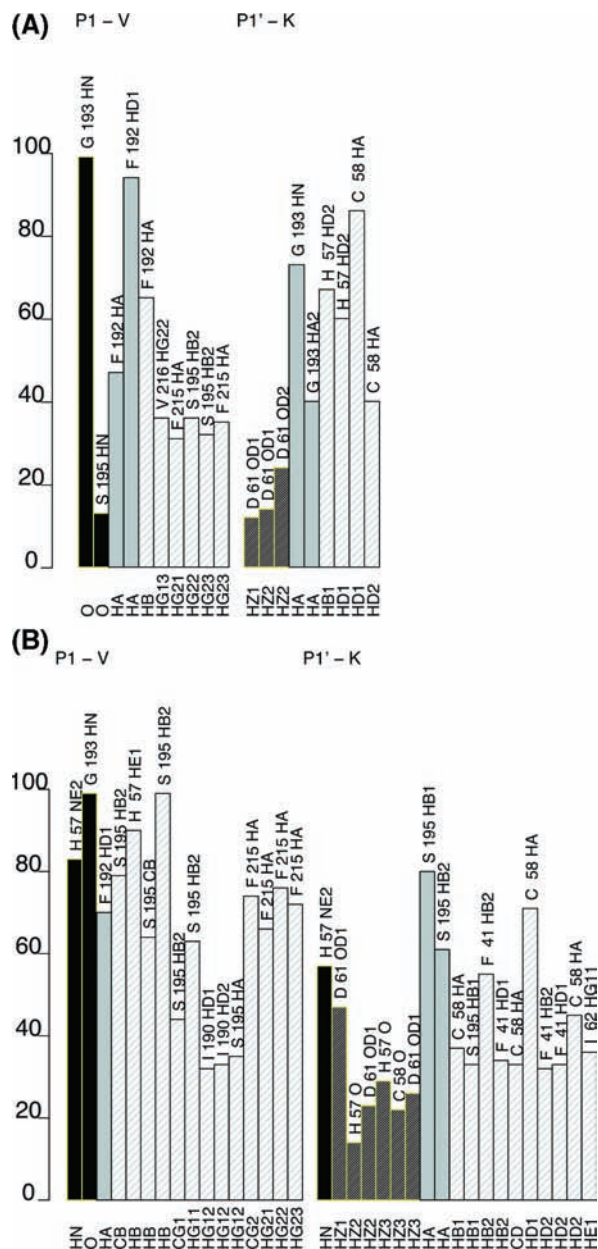 (A)
P1 – V
P1' – K
100
80
60
40
20
0
G 193 HN
S 195 HN
F 192 HA
F 192 HD1
F 192 HA
V 216 HG22
F 215 HA
S 195 HB2
S 195 HB2
F 215 HA
D 61 OD1
D 61 OD1
D 61 OD2
G 193 HN
G 193 HA2
H 57 HD2
H 57 HD2
C 58 HA
C 58 HA
O
O
HA
HA
HB
HG13
HG21
HG22
HG23
HG23
HZ1
HZ2
HZ2
HA
HA
HB1
HD1
HD1
HD2
(B)
P1 – V
P1' – K
100
80
60
40
20
0
H 57 NE2
G 193 HN
F 192 HD1
S 195 HB2
H 57 HE1
S 195 CB
S 195 HB2
S 195 HB2
S 195 HB2
I 190 HD1
I 190 HD2
S 195 HA
F 215 HA
F 215 HA
F 215 HA
F 215 HA
H 57 NE2
D 61 OD1
H 57 O
D 61 OD1
H 57 O
C 58 O
D 61 OD1
S 195 HB1
S 195 HB2
C 58 HA
S 195 HB1
F 41 HB2
F 41 HD1
C 58 HA
C 58 HA
F 41 HB2
F 41 HD1
C 58 HA
I 62 HG11
HN
O
HA
CB
HB
HB
HB
CG1
HG11
HG12
HG12
HG12
CG2
HG21
HG22
HG23
HN
HZ1
HZ2
HZ2
HZ3
HZ3
HZ3
HA
HA
HB1
HB1
HB2
HB2
CD
HD1
HD2
HD2
HD2
HE1